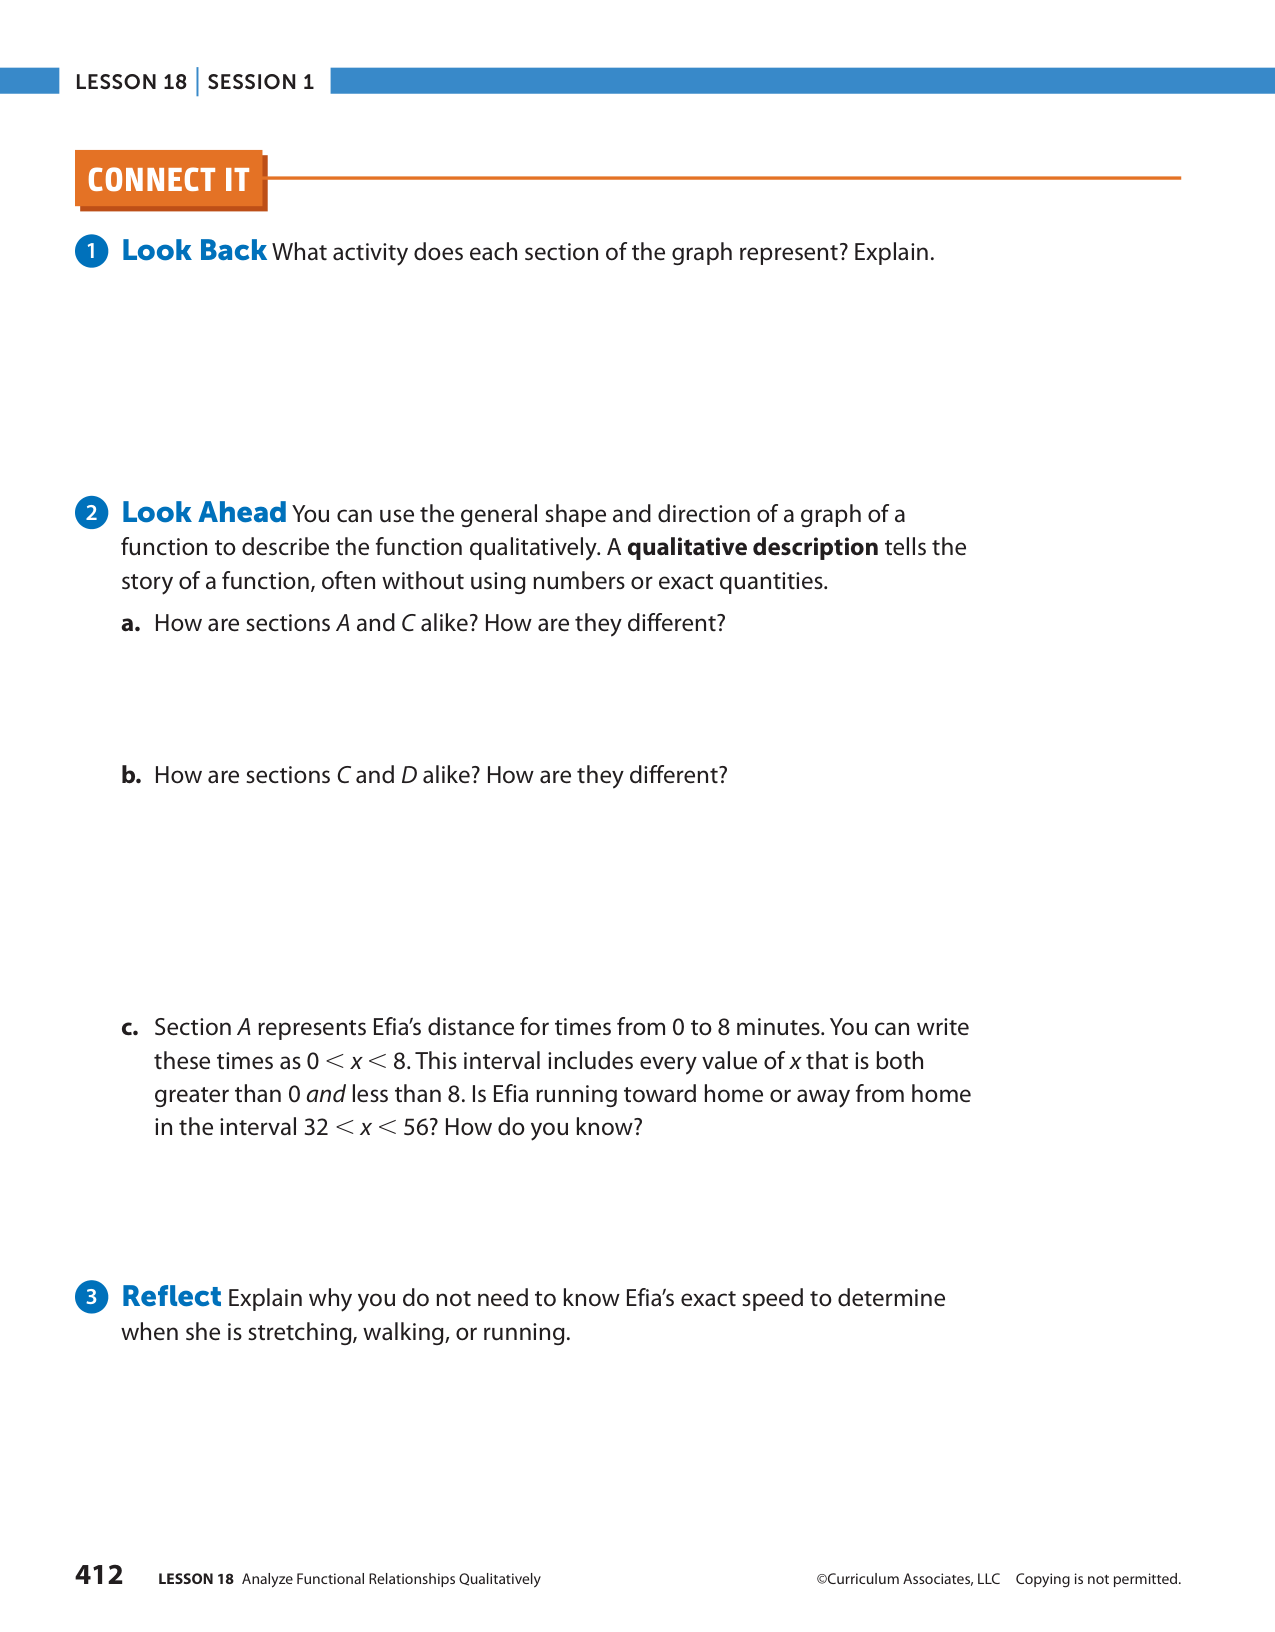 LESSON 18 | SESSION 1
CONNECT IT
1 Look Back What activity does each section of the graph represent? Explain.
2 Look Ahead You can use the general shape and direction of a graph of a
function to describe the function qualitatively. A qualitative description tells the
story of a function, often without using numbers or exact quantities.
a. How are sections A and C alike? How are they different?
b. How are sections C and D alike? How are they different?
c. Section A represents Efia’s distance for times from 0 to 8 minutes. You can write
these times as 0 < x < 8. This interval includes every value of x that is both
greater than 0 and less than 8. Is Efia running toward home or away from home
in the interval 32 < x < 56? How do you know?
3 Reflect Explain why you do not need to know Efia’s exact speed to determine
when she is stretching, walking, or running.
412 LESSON 18 Analyze Functional Relationships Qualitatively ©Curriculum Associates, LLC Copying is not permitted.